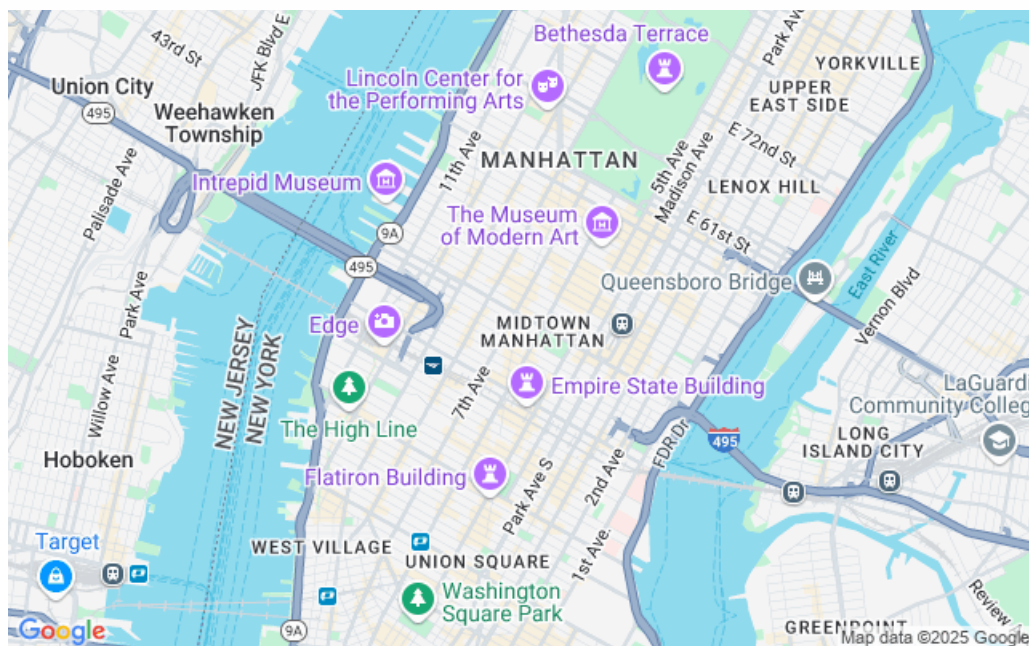 43rd St
JFK Blvd E
Bethesda Terrace
Park Ave
YORKVILLE
Union City
495
Weehawken
Township
Lincoln Center for
the Performing Arts
UPPER
EAST SIDE
E 72nd St
11th Ave
MANHATTAN
5th Ave
Madison Ave
LENOX HILL
Palisade Ave
Intrepid Museum
The Museum
of Modern Art
E 61st St
9A
495
Queensboro Bridge
East River
Vernon Blvd
Park Ave
Edge
MIDTOWN
MANHATTAN
NEW JERSEY
NEW YORK
Willow Ave
7th Ave
Empire State Building
The High Line
LaGuardi
Community Colleg
Hoboken
FDR Dr
495
LONG
ISLAND CITY
Flatiron Building
Park Ave S
2nd Ave
Target
WEST VILLAGE
UNION SQUARE
1st Ave.
Washington
Square Park
9A
Review A
GREENPOINT
Google
Map data ©2025 Google